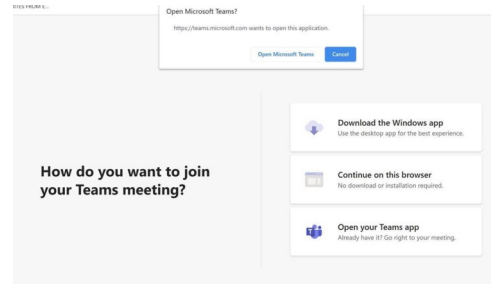 Open Microsoft Teams?
https://teams.microsoft.com wants to open this application.
Open Microsoft Teams
Cancel
How do you want to join
your Teams meeting?
Download the Windows app
Use the desktop app for the best experience.
Continue on this browser
No download or installation required.
Open your Teams app
Already have it? Go right to your meeting.